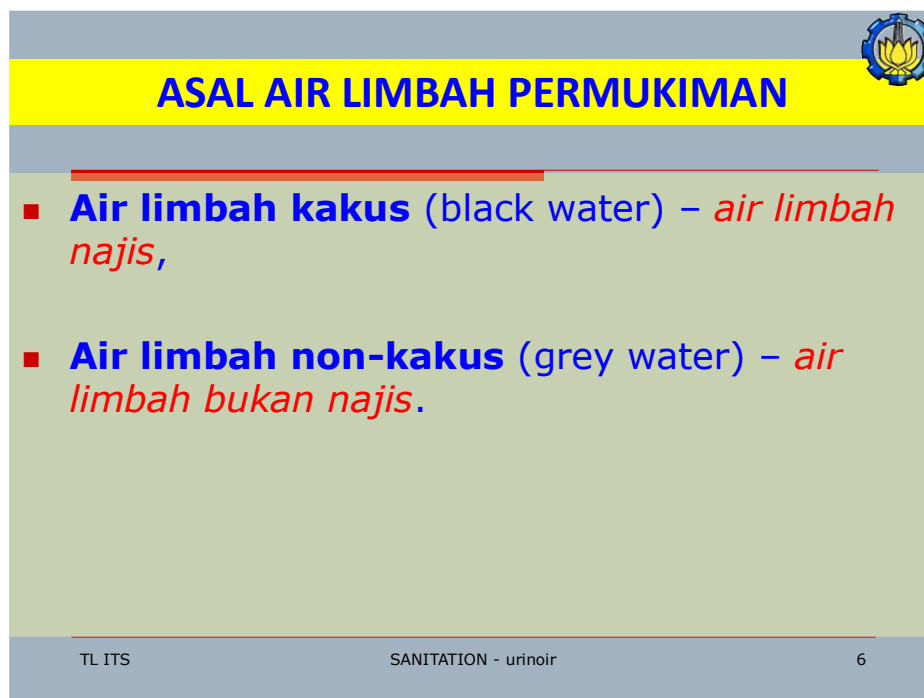 ASAL AIR LIMBAH PERMUKIMAN
Air limbah kakus (black water) – air limbah
najis,
Air limbah non-kakus (grey water) – air
limbah bukan najis.
TL ITS SANITATION - urinoir 6